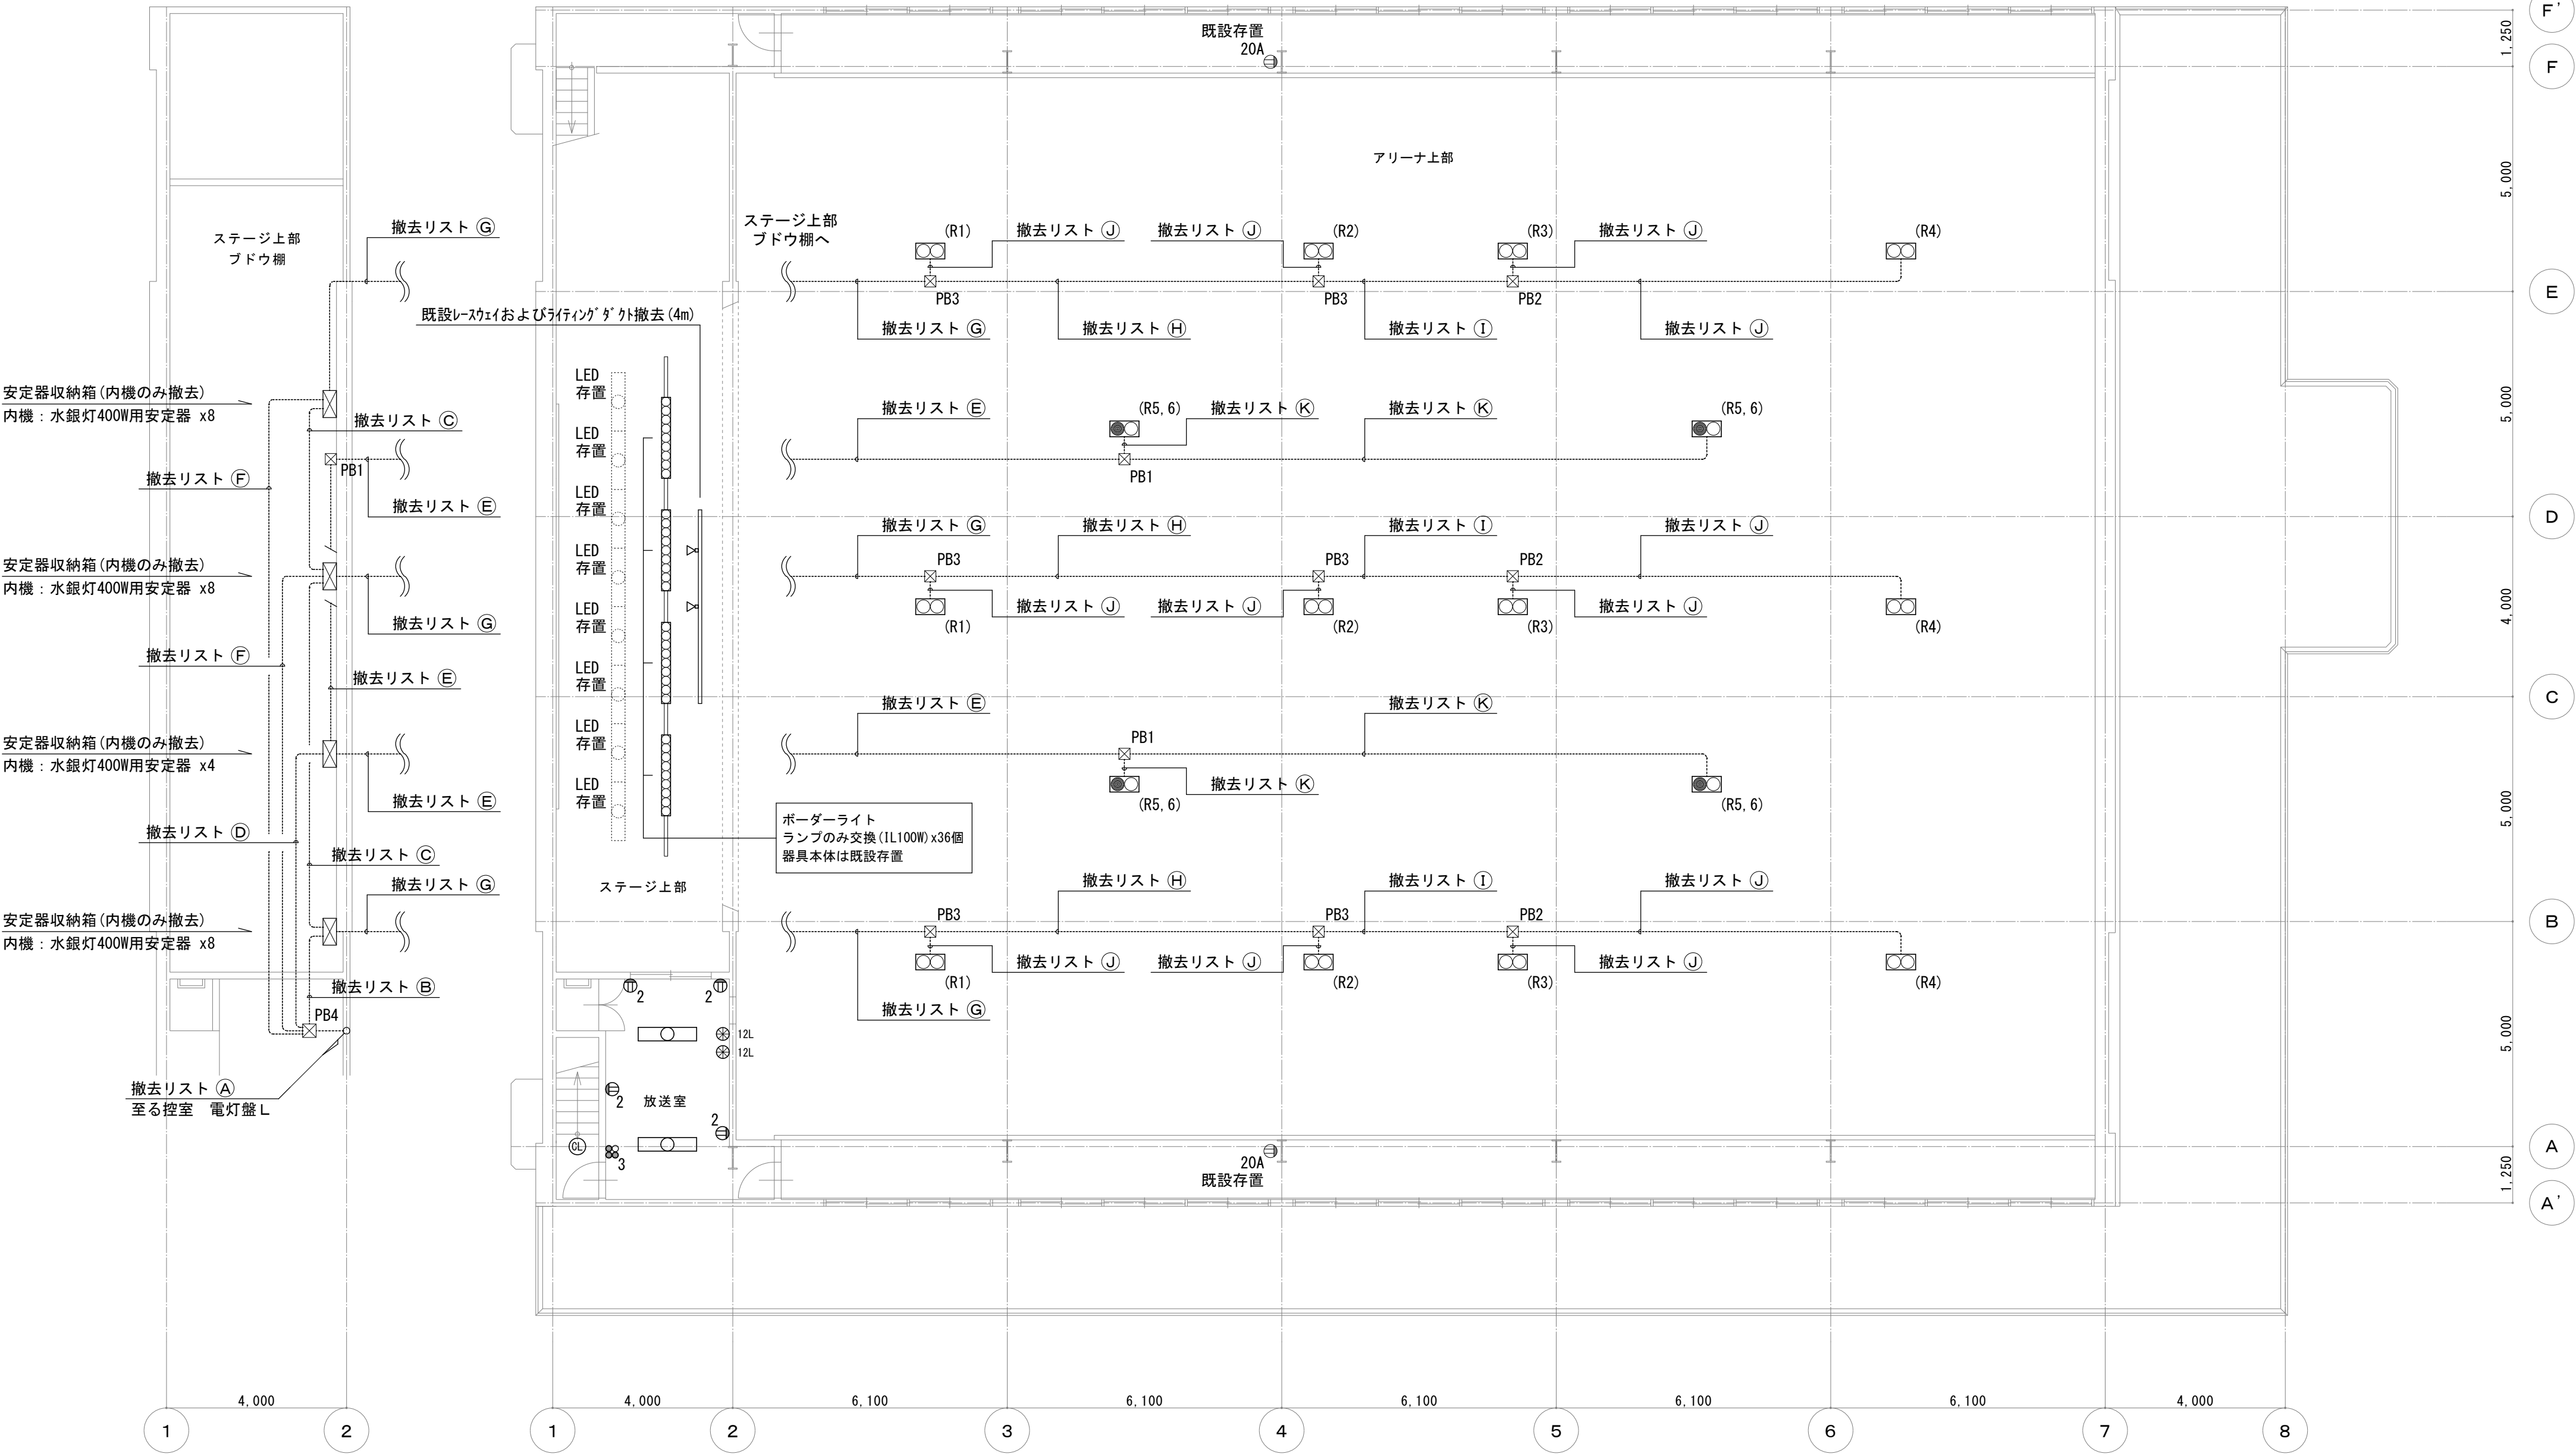 F'
1,250
既設存置
20A
F
アリーナ上部
5,000
ステージ上部
ブドウ棚
撤去リスト Ⓖ
ステージ上部
ブドウ棚へ
(R1)
撤去リスト Ⓙ
撤去リスト Ⓙ
(R2)
(R3)
撤去リスト Ⓙ
(R4)
PB3
PB3
PB2
E
既設レースウェイおよびライティングダクト撤去(4m)
撤去リスト Ⓖ
撤去リスト Ⓗ
撤去リスト Ⓘ
撤去リスト Ⓙ
安定器収納箱(内機のみ撤去)
内機：水銀灯400W用安定器 x8
撤去リスト Ⓒ
LED
存置
撤去リスト Ⓔ
(R5,6)
撤去リスト Ⓚ
撤去リスト Ⓚ
(R5,6)
5,000
LED
存置
PB1
PB1
撤去リスト Ⓕ
撤去リスト Ⓔ
LED
存置
撤去リスト Ⓖ
撤去リスト Ⓗ
撤去リスト Ⓘ
撤去リスト Ⓙ
D
安定器収納箱(内機のみ撤去)
内機：水銀灯400W用安定器 x8
LED
存置
PB3
PB3
PB2
撤去リスト Ⓖ
LED
存置
撤去リスト Ⓙ
撤去リスト Ⓙ
撤去リスト Ⓙ
(R1)
(R2)
(R3)
(R4)
4,000
撤去リスト Ⓕ
撤去リスト Ⓔ
LED
存置
撤去リスト Ⓔ
撤去リスト Ⓚ
C
安定器収納箱(内機のみ撤去)
内機：水銀灯400W用安定器 x4
LED
存置
PB1
撤去リスト Ⓔ
LED
存置
(R5,6)
撤去リスト Ⓚ
(R5,6)
5,000
ボーダーライト
ランプのみ交換(IL100W)x36個
器具本体は既設存置
撤去リスト Ⓓ
撤去リスト Ⓒ
撤去リスト Ⓖ
ステージ上部
撤去リスト Ⓗ
撤去リスト Ⓘ
撤去リスト Ⓙ
安定器収納箱(内機のみ撤去)
内機：水銀灯400W用安定器 x8
PB3
PB3
PB2
B
撤去リスト Ⓙ
撤去リスト Ⓙ
撤去リスト Ⓙ
(R1)
(R2)
(R3)
(R4)
撤去リスト Ⓑ
2
2
撤去リスト Ⓖ
PB4
12L
12L
5,000
撤去リスト Ⓐ
至る控室　電灯盤L
2
放送室
2
CL
3
A
20A
既設存置
1,250
A'
4,000
4,000
6,100
6,100
6,100
6,100
6,100
4,000
1
2
1
2
3
4
5
6
7
8